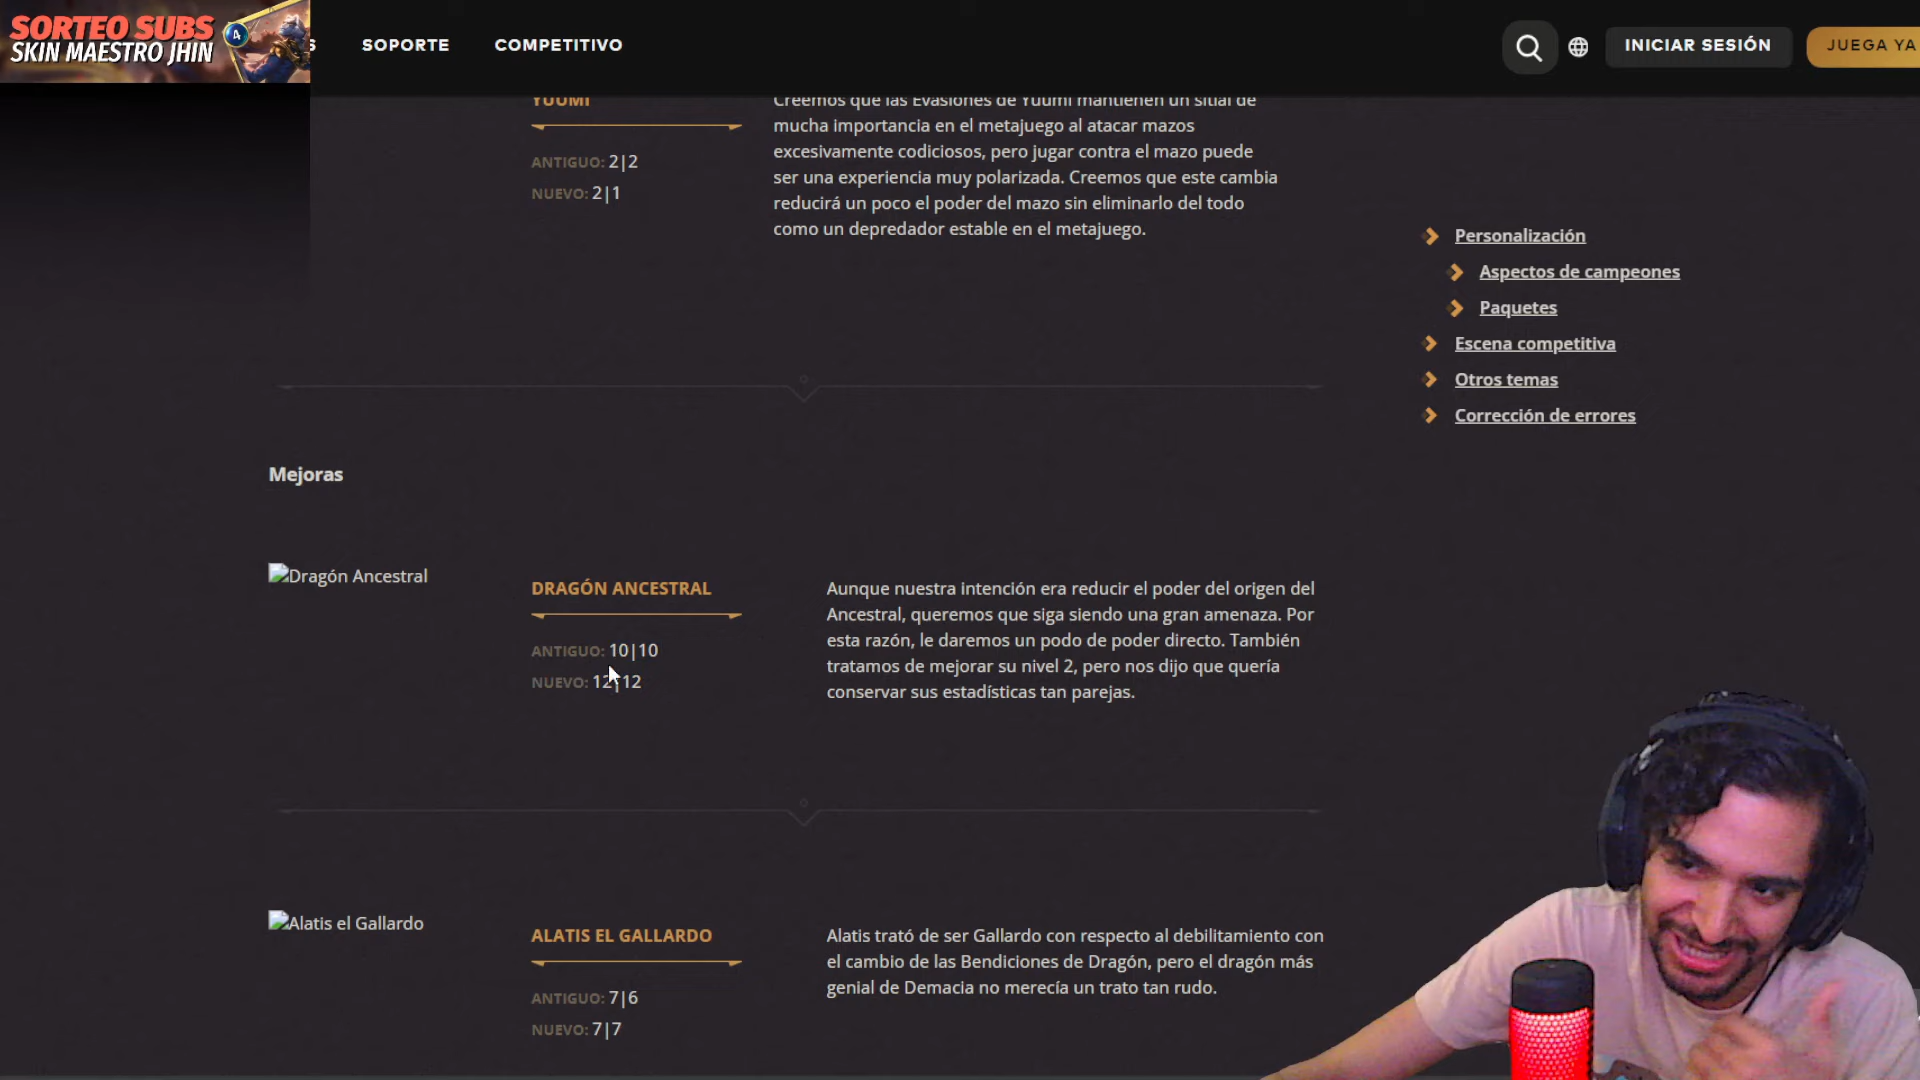 SORTEO SUBS
SKIN MAESTRO JHIN
4
S
SOPORTE
COMPETITIVO
INICIAR SESIÓN
JUEGA YA
YUUMI
ANTIGUO: 2|2
NUEVO: 2|1
Creemos que las Evasiones de Yuumi mantienen un sitial de
mucha importancia en el metajuego al atacar mazos
excesivamente codiciosos, pero jugar contra el mazo puede
ser una experiencia muy polarizada. Creemos que este cambia
reducirá un poco el poder del mazo sin eliminarlo del todo
como un depredador estable en el metajuego.
Personalización
Aspectos de campeones
Paquetes
Escena competitiva
Otros temas
Corrección de errores
Mejoras
Dragón Ancestral
DRAGÓN ANCESTRAL
ANTIGUO: 10|10
NUEVO: 12|12
Aunque nuestra intención era reducir el poder del origen del
Ancestral, queremos que siga siendo una gran amenaza. Por
esta razón, le daremos un podo de poder directo. También
tratamos de mejorar su nivel 2, pero nos dijo que quería
conservar sus estadísticas tan parejas.
Alatis el Gallardo
ALATIS EL GALLARDO
ANTIGUO: 7|6
NUEVO: 7|7
Alatis trató de ser Gallardo con respecto al debilitamiento con
el cambio de las Bendiciones de Dragón, pero el dragón más
genial de Demacia no merecía un trato tan rudo.